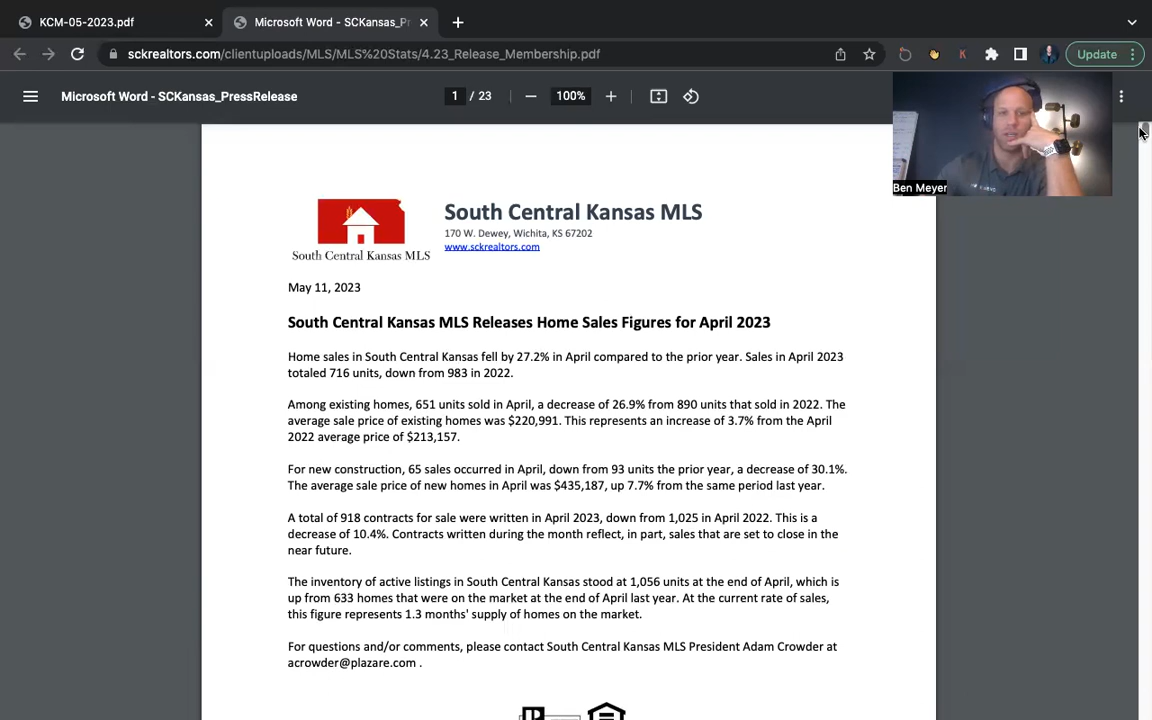 KCM-05-2023.pdf
Microsoft Word - SCKansas_Pr
sckrealtors.com/clientuploads/MLS/MLS%20Stats/4.23_Release_Membership.pdf
K
Update
Microsoft Word - SCKansas_PressRelease
1 / 23
100%
Ben Meyer
South Central Kansas MLS
South Central Kansas MLS
170 W. Dewey, Wichita, KS 67202
www.sckrealtors.com
May 11, 2023
South Central Kansas MLS Releases Home Sales Figures for April 2023
Home sales in South Central Kansas fell by 27.2% in April compared to the prior year. Sales in April 2023
totaled 716 units, down from 983 in 2022.
Among existing homes, 651 units sold in April, a decrease of 26.9% from 890 units that sold in 2022. The
average sale price of existing homes was $220,991. This represents an increase of 3.7% from the April
2022 average price of $213,157.
For new construction, 65 sales occurred in April, down from 93 units the prior year, a decrease of 30.1%.
The average sale price of new homes in April was $435,187, up 7.7% from the same period last year.
A total of 918 contracts for sale were written in April 2023, down from 1,025 in April 2022. This is a
decrease of 10.4%. Contracts written during the month reflect, in part, sales that are set to close in the
near future.
The inventory of active listings in South Central Kansas stood at 1,056 units at the end of April, which is
up from 633 homes that were on the market at the end of April last year. At the current rate of sales,
this figure represents 1.3 months' supply of homes on the market.
For questions and/or comments, please contact South Central Kansas MLS President Adam Crowder at
acrowder@plazare.com .